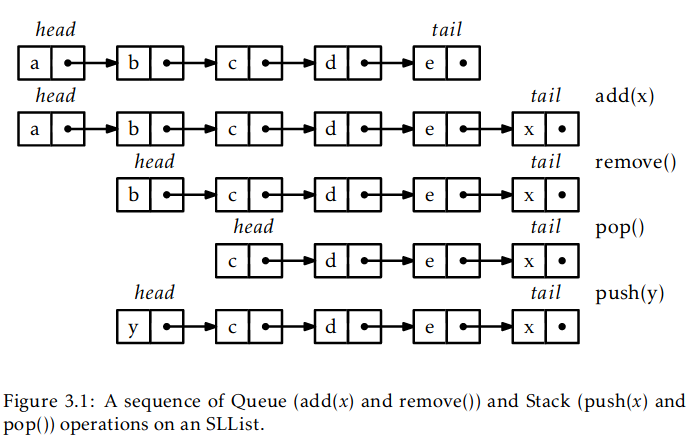 head tail
a b c d e
head tail add(x)
a b c d e x
head tail remove()
b c d e x
head tail pop()
c d e x
head tail push(y)
y c d e x
Figure 3.1: A sequence of Queue (add(x) and remove()) and Stack (push(x) and
pop()) operations on an SLList.